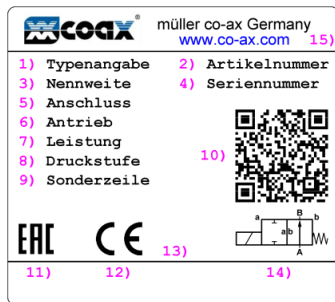 coax müller co-ax Germany
www.co-ax.com 15)
1) Typenangabe 2) Artikelnummer
3) Nennweite 4) Seriennummer
5) Anschluss
6) Antrieb
7) Leistung
8) Druckstufe
9) Sonderzeile
10)
a B b
a b
A
EAC CE
13)
11) 12) 14)